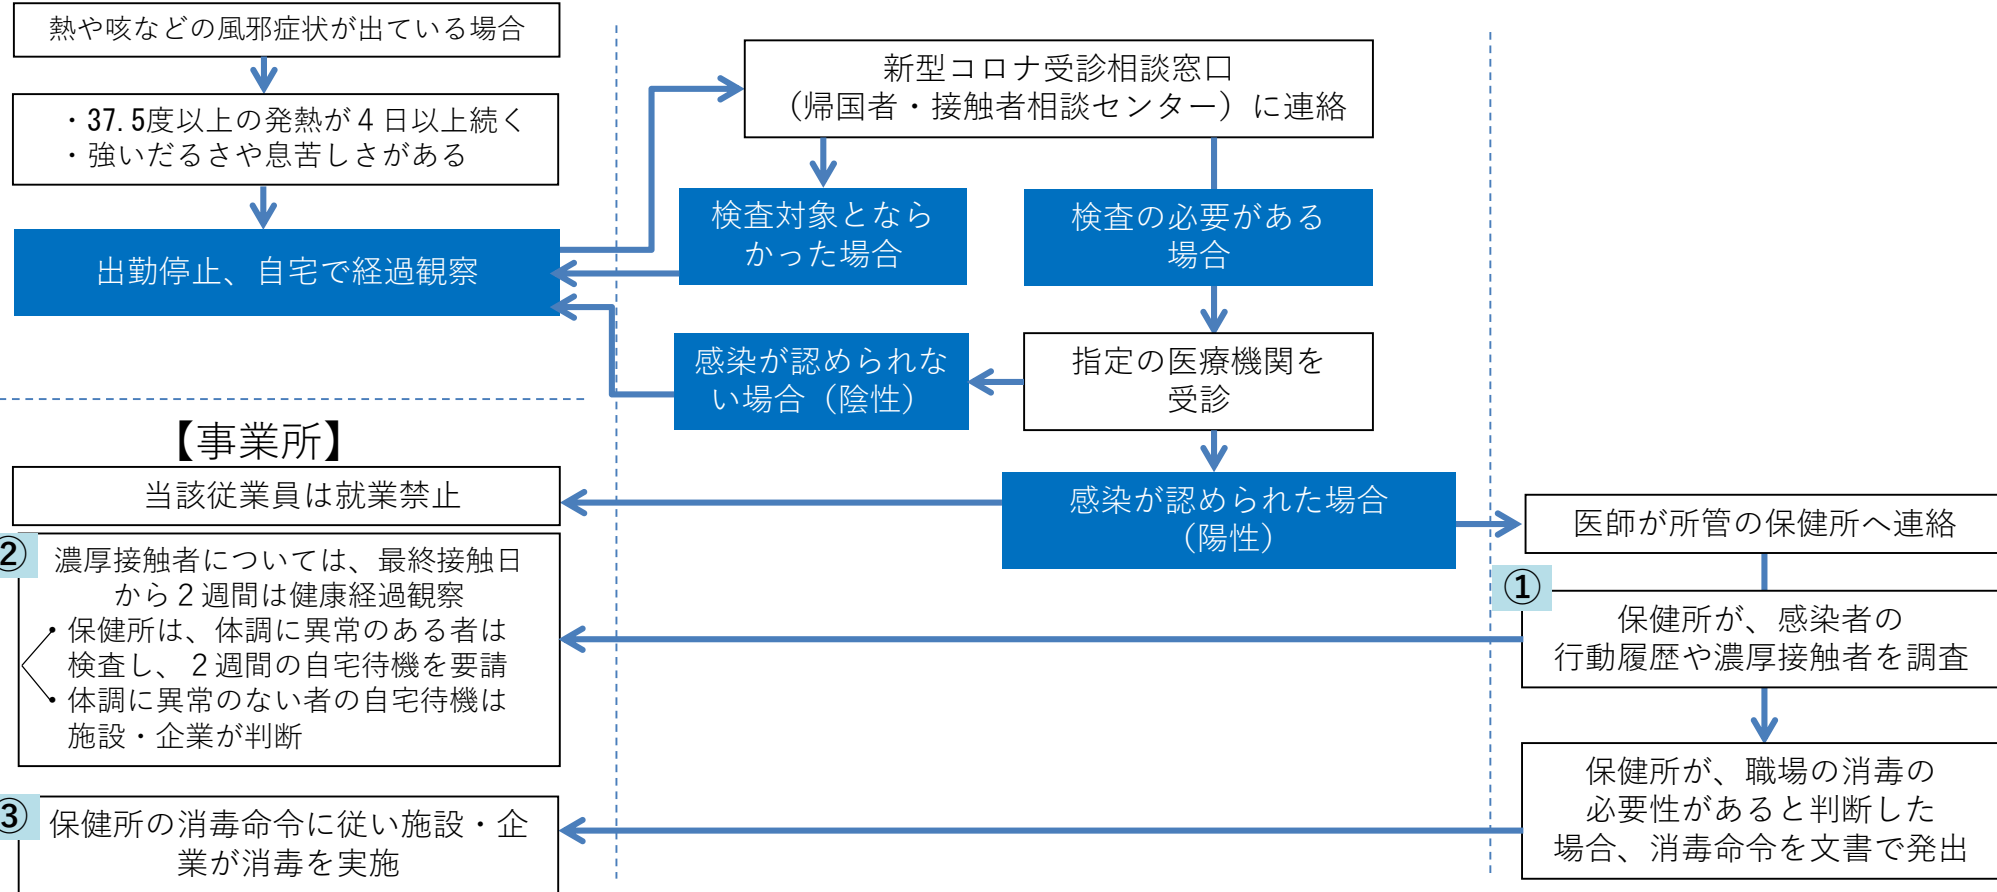 熱や咳などの風邪症状が出ている場合
・37.5度以上の発熱が４日以上続く
・強いだるさや息苦しさがある
出勤停止、自宅で経過観察
新型コロナ受診相談窓口
（帰国者・接触者相談センター）に連絡
検査対象となら
かった場合
検査の必要がある
場合
指定の医療機関を
受診
感染が認められな
い場合（陰性）
感染が認められた場合
（陽性）
【事業所】
当該従業員は就業禁止
②
濃厚接触者については、最終接触日
から２週間は健康経過観察
・保健所は、体調に異常のある者は
検査し、２週間の自宅待機を要請
・体調に異常のない者の自宅待機は
施設・企業が判断
③
保健所の消毒命令に従い施設・企
業が消毒を実施
医師が所管の保健所へ連絡
①
保健所が、感染者の
行動履歴や濃厚接触者を調査
保健所が、職場の消毒の
必要性があると判断した
場合、消毒命令を文書で発出